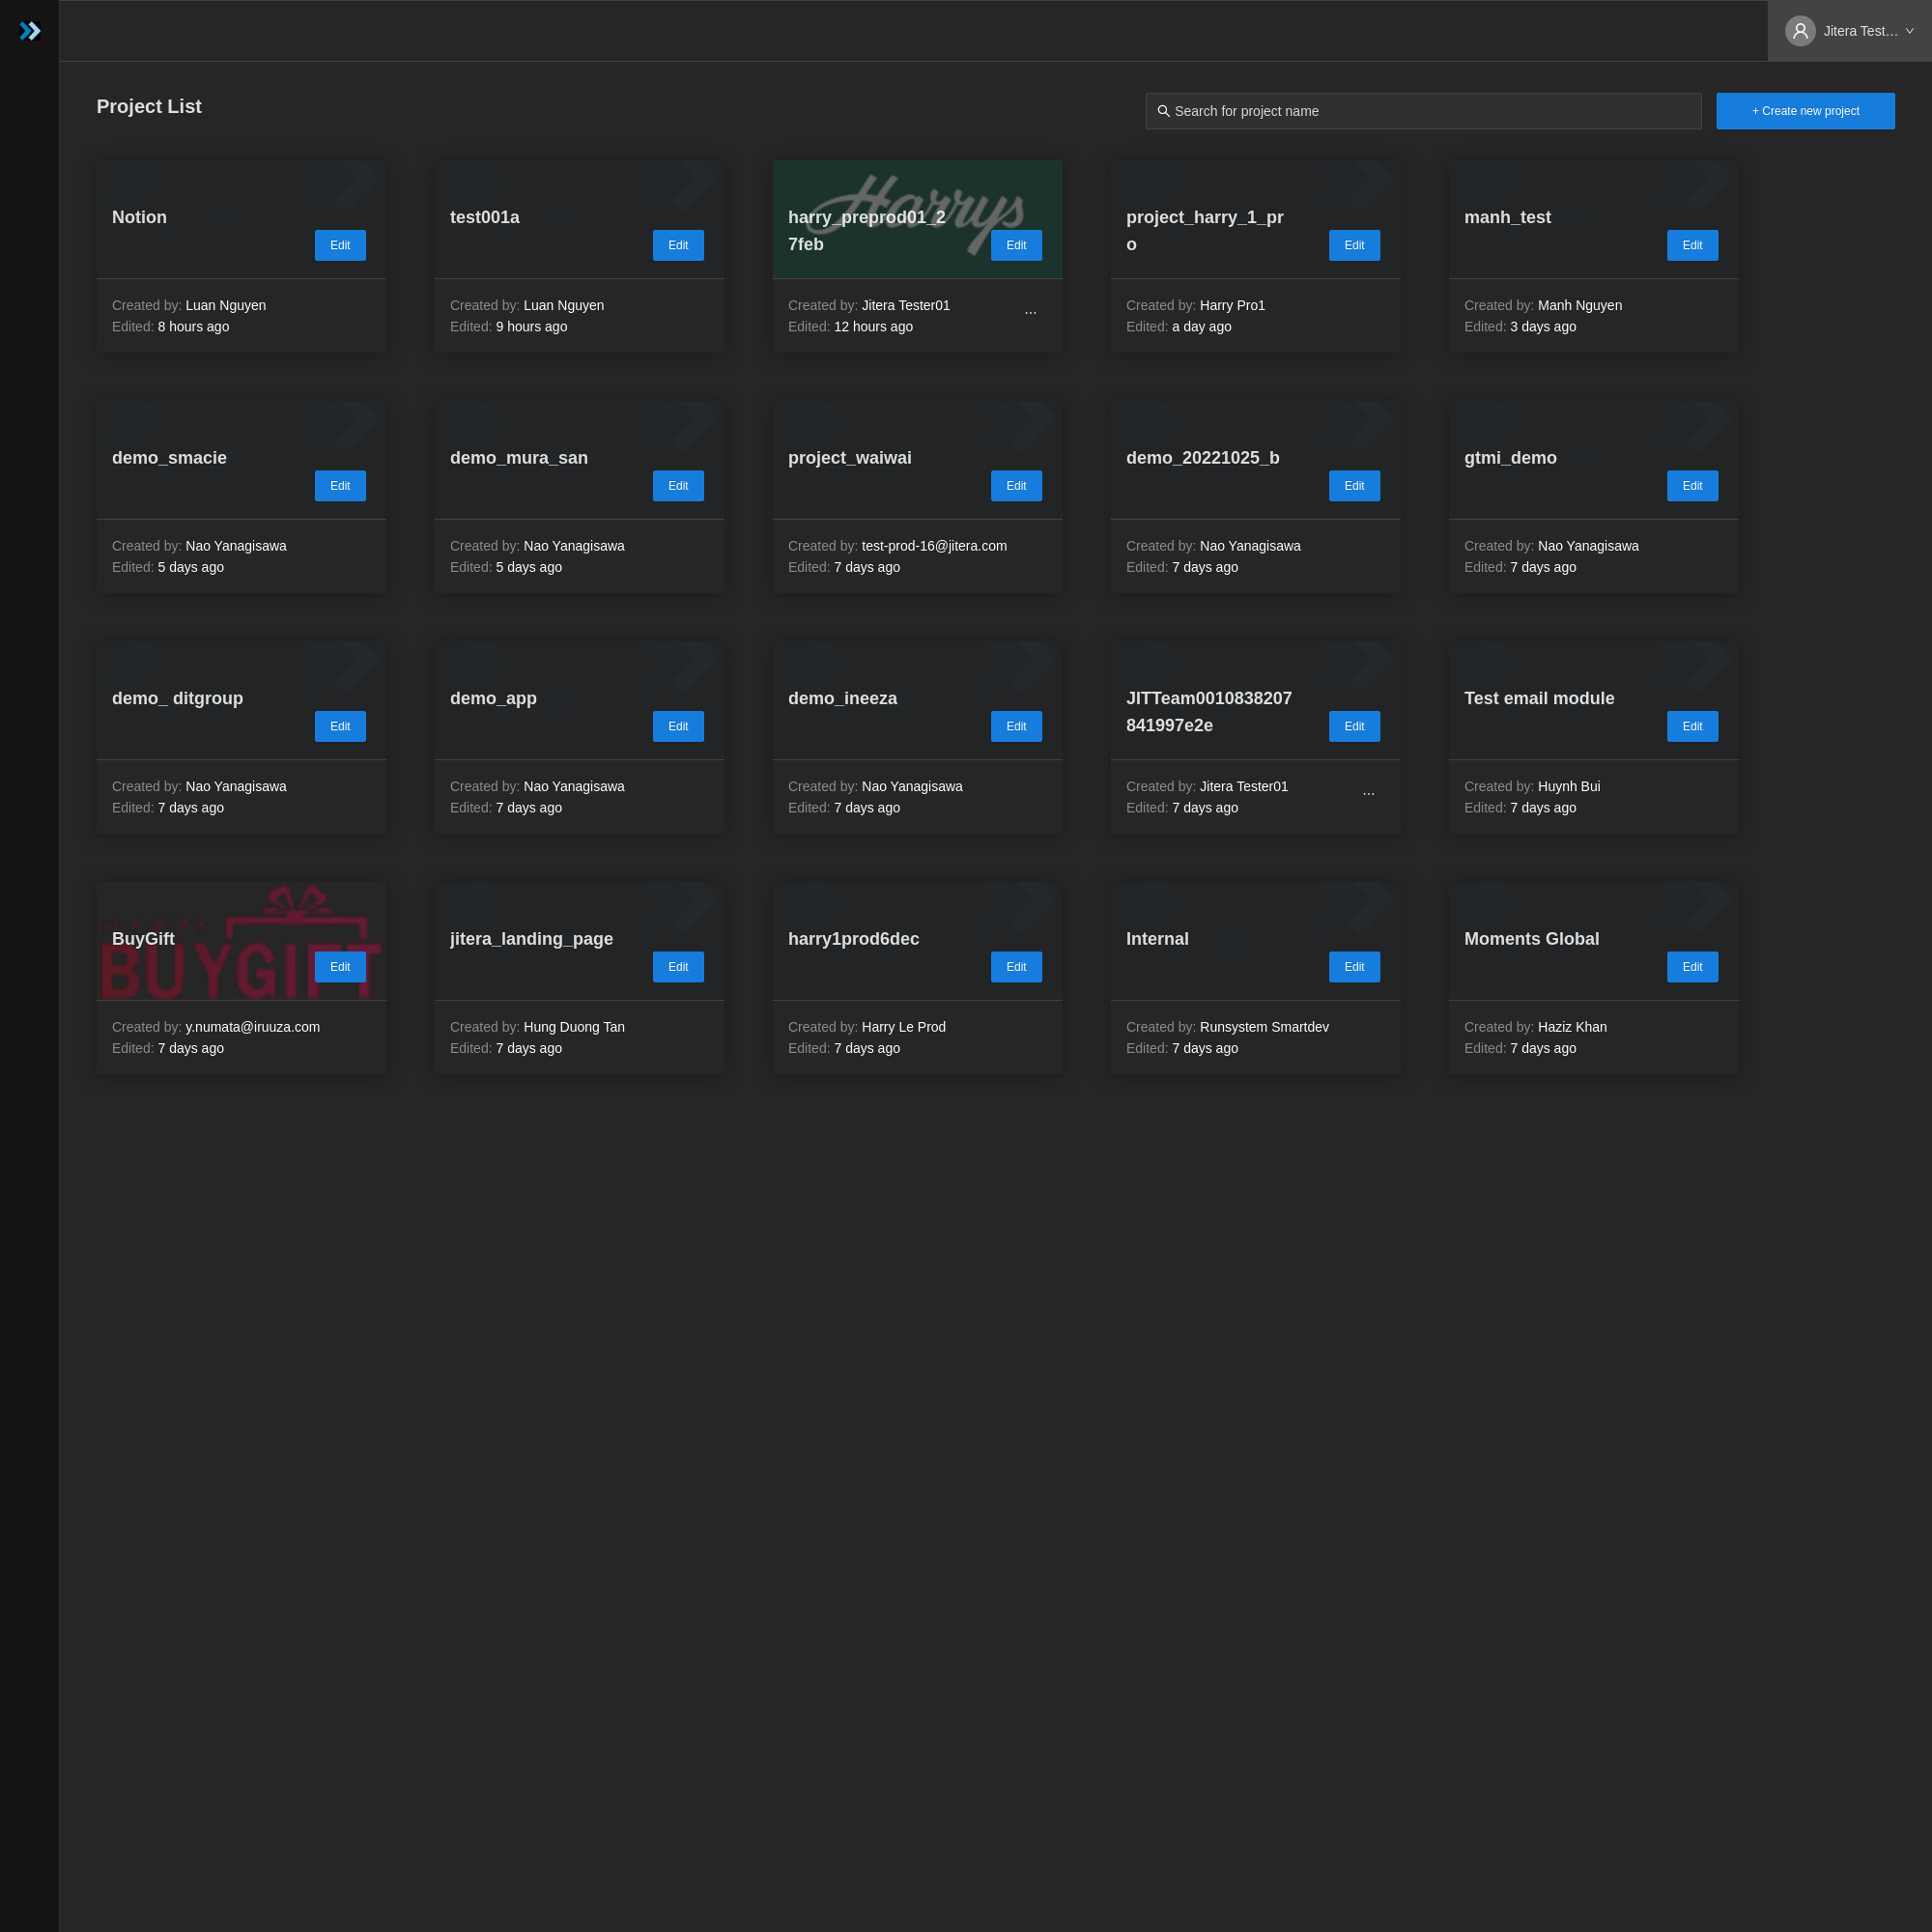 Jitera Test…
Project List
Search for project name
+ Create new project
Notion
Edit
Created by: Luan Nguyen
Edited: 8 hours ago
test001a
Edit
Created by: Luan Nguyen
Edited: 9 hours ago
Harrys
harry_preprod01_2
7feb
Edit
Created by: Jitera Tester01
...
Edited: 12 hours ago
project_harry_1_pr
o
Edit
Created by: Harry Pro1
Edited: a day ago
manh_test
Edit
Created by: Manh Nguyen
Edited: 3 days ago
demo_smacie
Edit
Created by: Nao Yanagisawa
Edited: 5 days ago
demo_mura_san
Edit
Created by: Nao Yanagisawa
Edited: 5 days ago
project_waiwai
Edit
Created by: test-prod-16@jitera.com
Edited: 7 days ago
demo_20221025_b
Edit
Created by: Nao Yanagisawa
Edited: 7 days ago
gtmi_demo
Edit
Created by: Nao Yanagisawa
Edited: 7 days ago
demo_ ditgroup
Edit
Created by: Nao Yanagisawa
Edited: 7 days ago
demo_app
Edit
Created by: Nao Yanagisawa
Edited: 7 days ago
demo_ineeza
Edit
Created by: Nao Yanagisawa
Edited: 7 days ago
JITTeam0010838207
841997e2e
Edit
Created by: Jitera Tester01
...
Edited: 7 days ago
Test email module
Edit
Created by: Huynh Bui
Edited: 7 days ago
BuyGift
BUYGIFT
Edit
Created by: y.numata@iruuza.com
Edited: 7 days ago
jitera_landing_page
Edit
Created by: Hung Duong Tan
Edited: 7 days ago
harry1prod6dec
Edit
Created by: Harry Le Prod
Edited: 7 days ago
Internal
Edit
Created by: Runsystem Smartdev
Edited: 7 days ago
Moments Global
Edit
Created by: Haziz Khan
Edited: 7 days ago